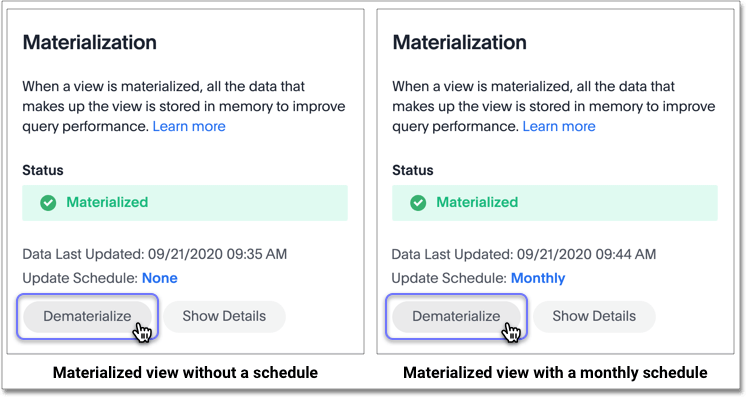 Materialization
When a view is materialized, all the data that
makes up the view is stored in memory to improve
query performance. Learn more
Status
Materialized
Data Last Updated: 09/21/2020 09:35 AM
Update Schedule: None
Dematerialize Show Details
Materialized view without a schedule
Materialization
When a view is materialized, all the data that
makes up the view is stored in memory to improve
query performance. Learn more
Status
Materialized
Data Last Updated: 09/21/2020 09:44 AM
Update Schedule: Monthly
Dematerialize Show Details
Materialized view with a monthly schedule